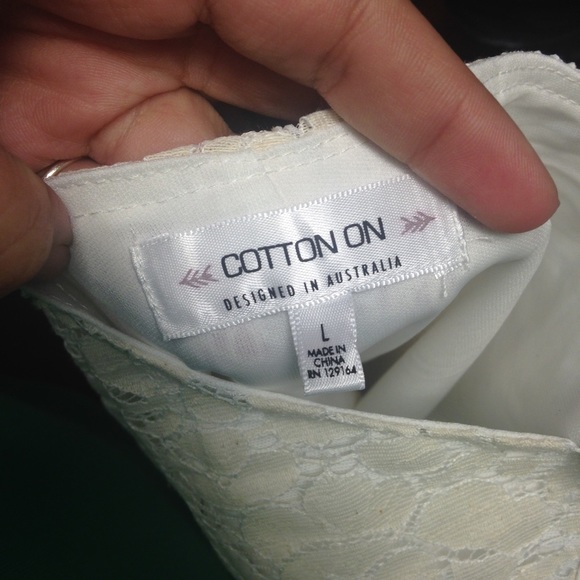 COTTON ON
DESIGNED IN AUSTRALIA
L
MADE IN
CHINA
RN 129164